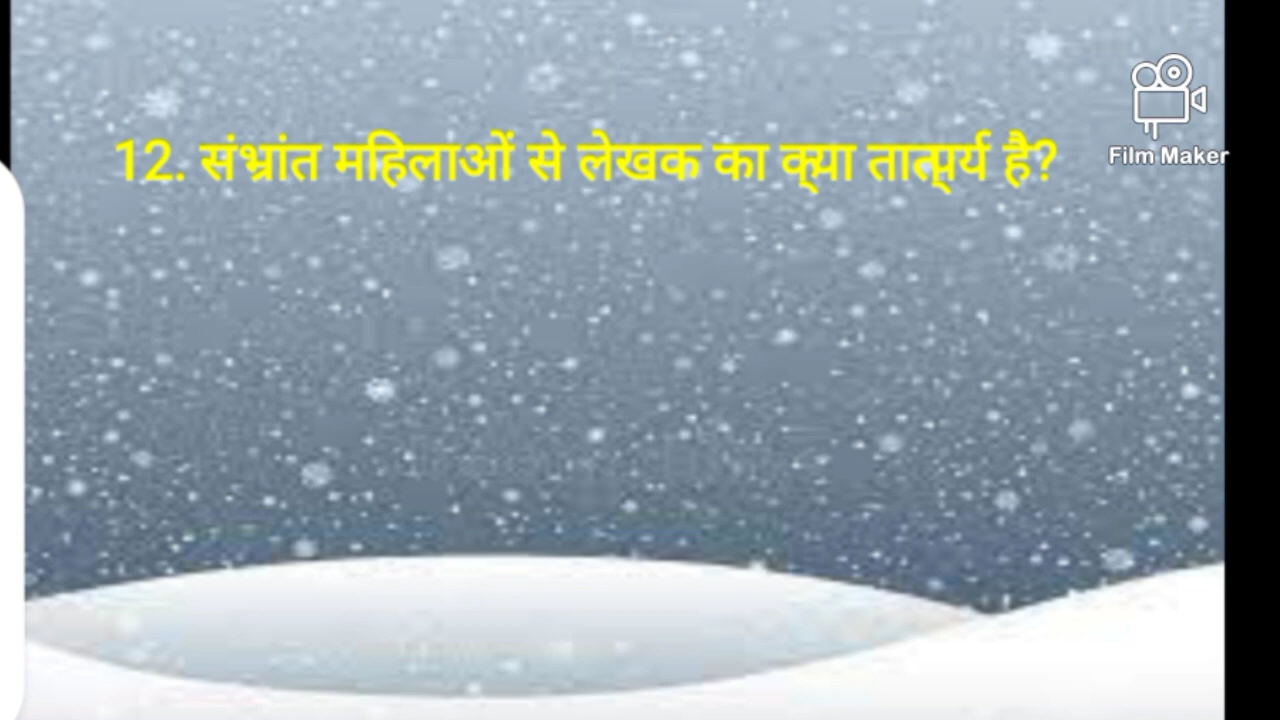 12. संभ्रांत महिलाओं से लेखक का क्या तात्पर्य है?
Film Maker